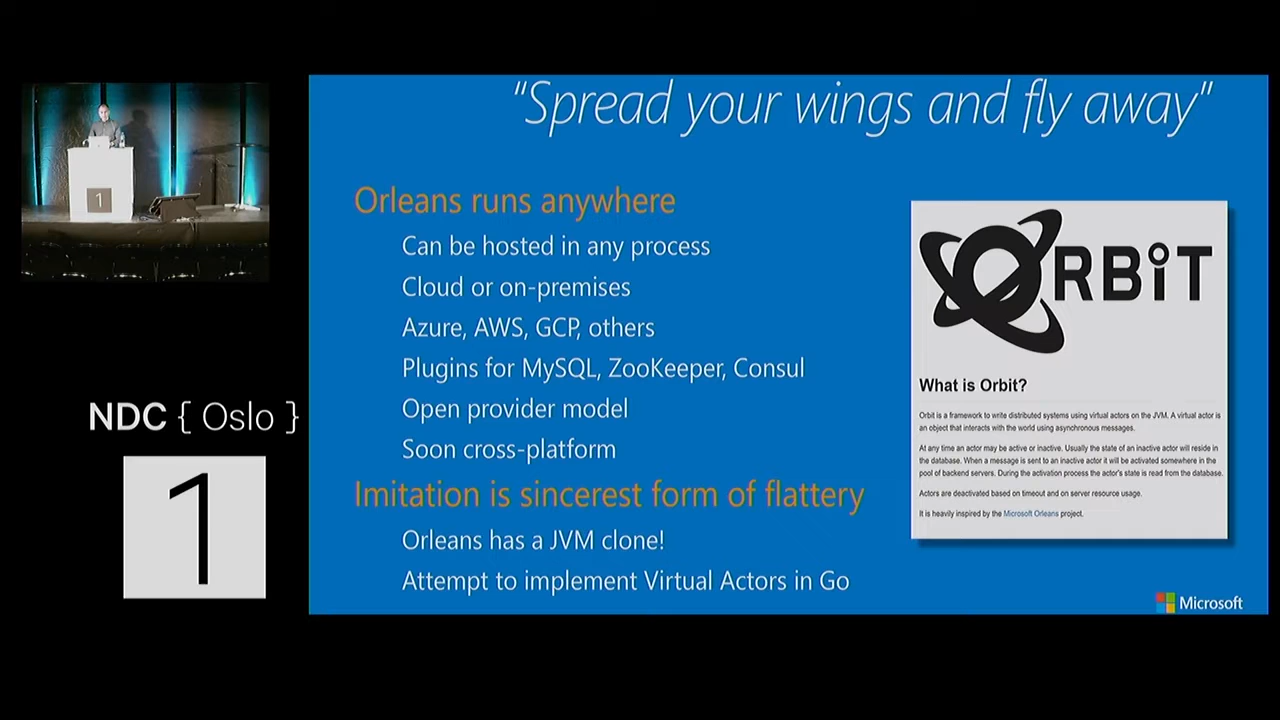 "Spread your wings and fly away"
Orleans runs anywhere
Can be hosted in any process
Cloud or on-premises
Azure, AWS, GCP, others
Plugins for MySQL, ZooKeeper, Consul
Open provider model
Soon cross-platform
Imitation is sincerest form of flattery
Orleans has a JVM clone!
Attempt to implement Virtual Actors in Go
ORBiT
What is Orbit?
Orbit is a framework to write distributed systems using virtual actors on the JVM. A virtual actor is
an object that interacts with the world using asynchronous messages.
At any time an actor may be active or inactive. Usually the state of an inactive actor will reside in
the database. When a message is sent to an inactive actor it will be activated somewhere in the
pool of backend servers. During the activation process the actor's state is read from the database.
Actors are deactivated based on timeout and on server resource usage.
It is heavily inspired by the Microsoft Orleans project.
Microsoft
1
NDC { Oslo }
1